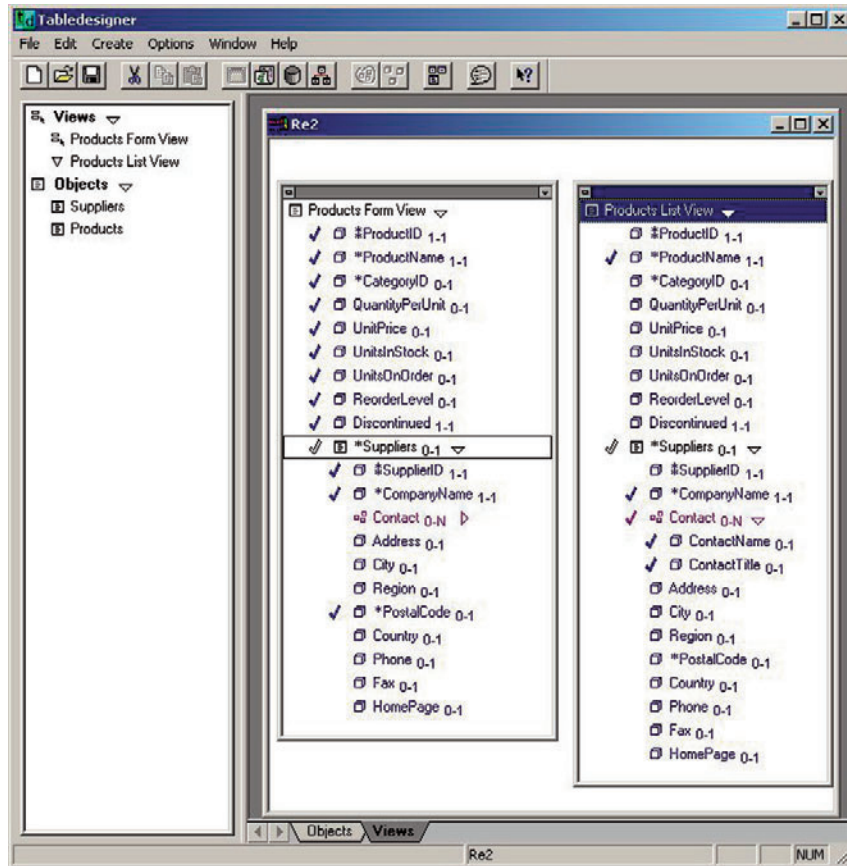 Tabledesigner
File Edit Create Options Window Help
Views
Products Form View
Products List View
Objects
Suppliers
Products
Re2
Products Form View
‡ProductID 1-1
*ProductName 1-1
*CategoryID 0-1
QuantityPerUnit 0-1
UnitPrice 0-1
UnitsInStock 0-1
UnitsOnOrder 0-1
ReorderLevel 0-1
Discontinued 1-1
*Suppliers 0-1
‡SupplierID 1-1
*CompanyName 1-1
Contact 0-N
Address 0-1
City 0-1
Region 0-1
*PostalCode 0-1
Country 0-1
Phone 0-1
Fax 0-1
HomePage 0-1
Products List View
‡ProductID 1-1
*ProductName 1-1
*CategoryID 0-1
QuantityPerUnit 0-1
UnitPrice 0-1
UnitsInStock 0-1
UnitsOnOrder 0-1
ReorderLevel 0-1
Discontinued 1-1
*Suppliers 0-1
‡SupplierID 1-1
*CompanyName 1-1
Contact 0-N
ContactName 0-1
ContactTitle 0-1
Address 0-1
City 0-1
Region 0-1
*PostalCode 0-1
Country 0-1
Phone 0-1
Fax 0-1
HomePage 0-1
Objects Views
Re2 NUM